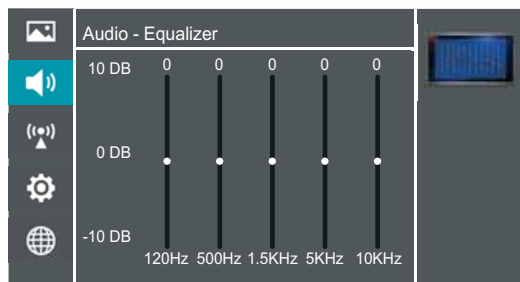 Audio - Equalizer
10 DB 0 0 0 0 0
0 DB
-10 DB
120Hz 500Hz 1.5KHz 5KHz 10KHz